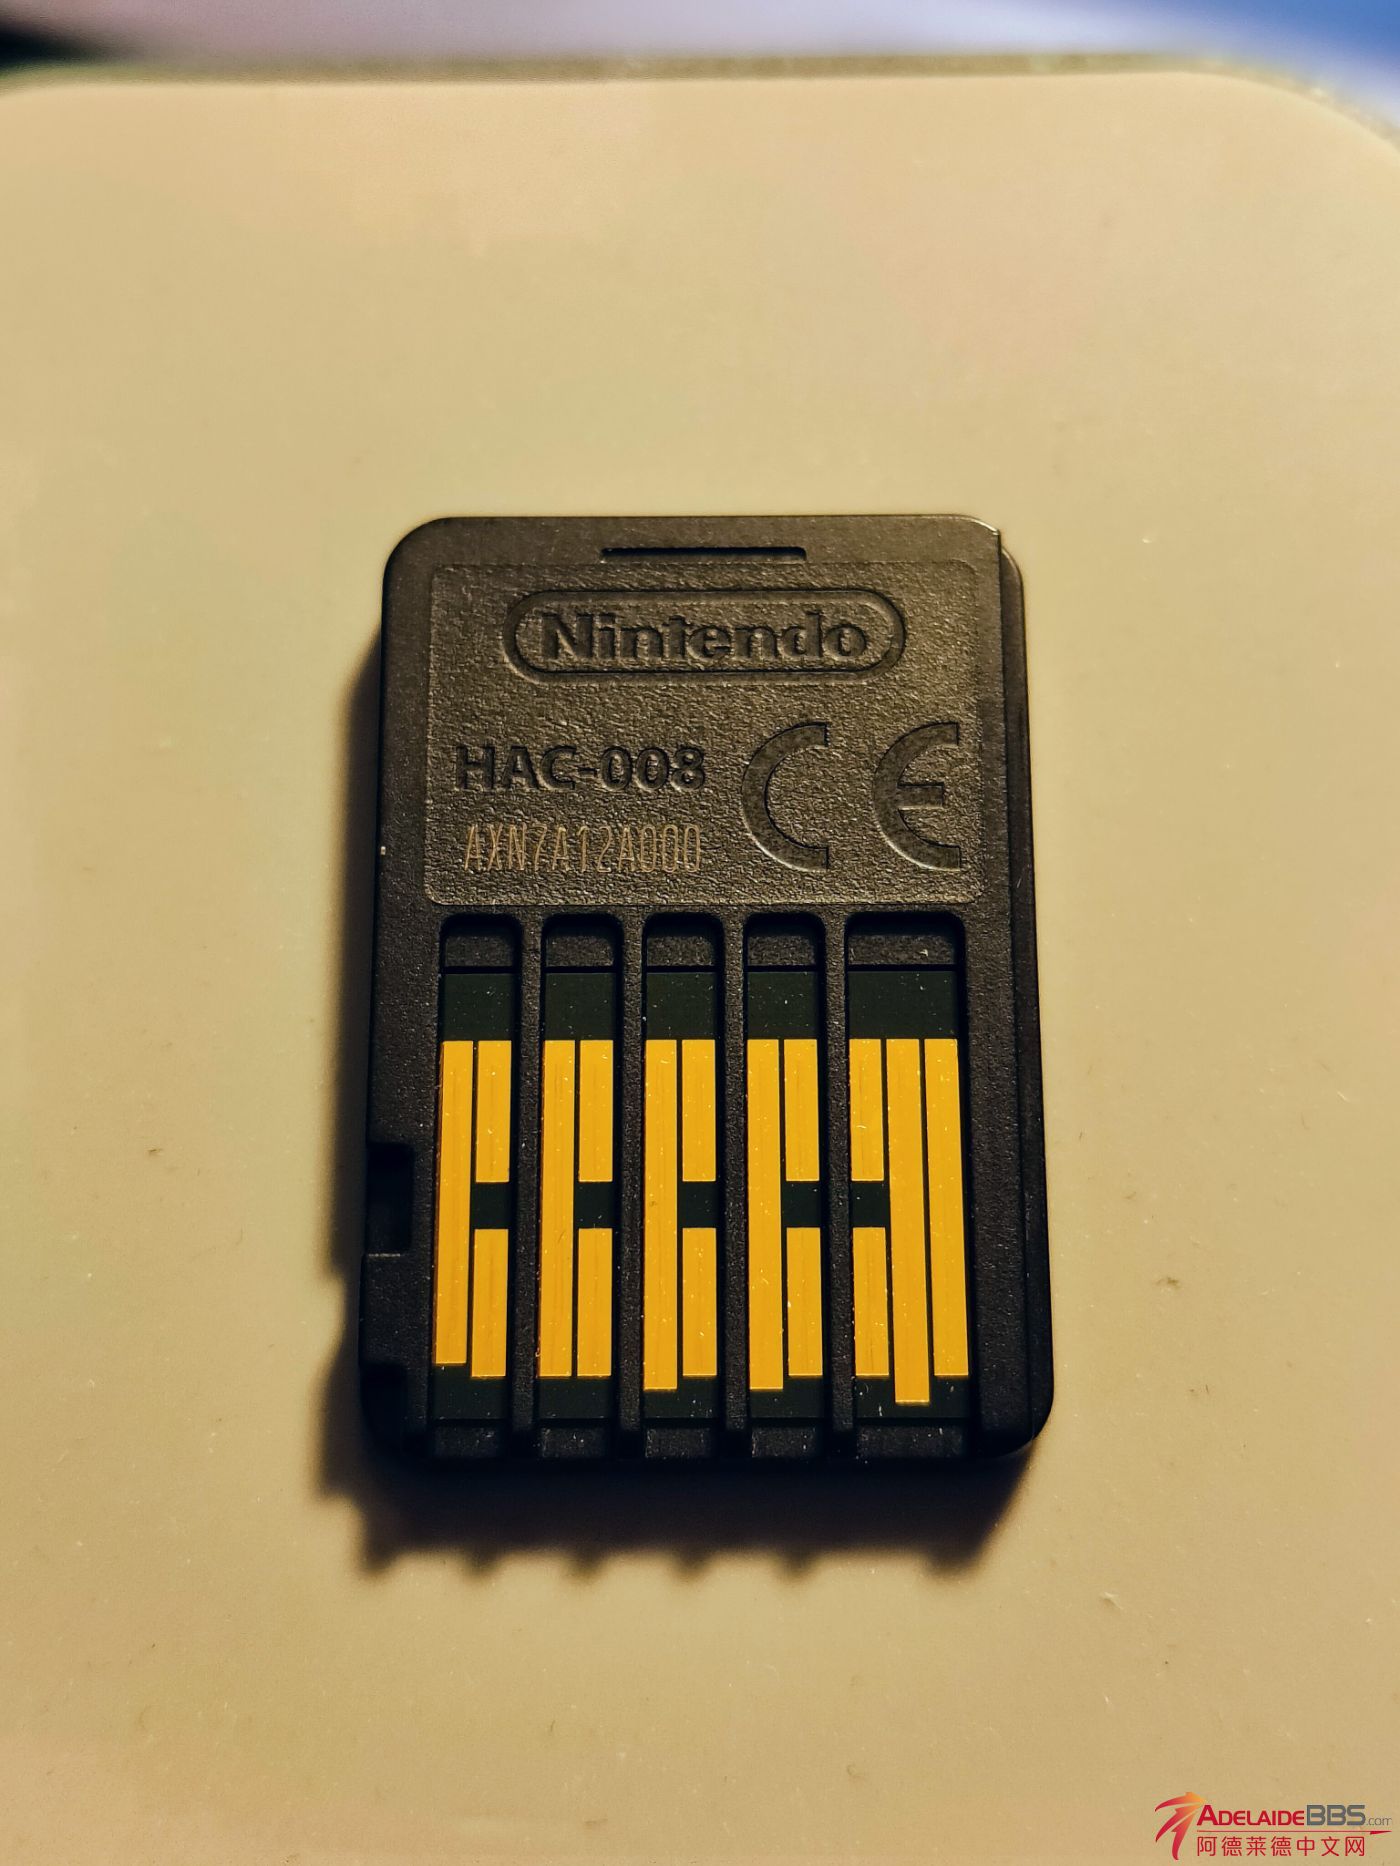 Nintendo
HAC-008
CE
AXN7A12A000
ADELAIDEBBS.com
阿德莱德中文网